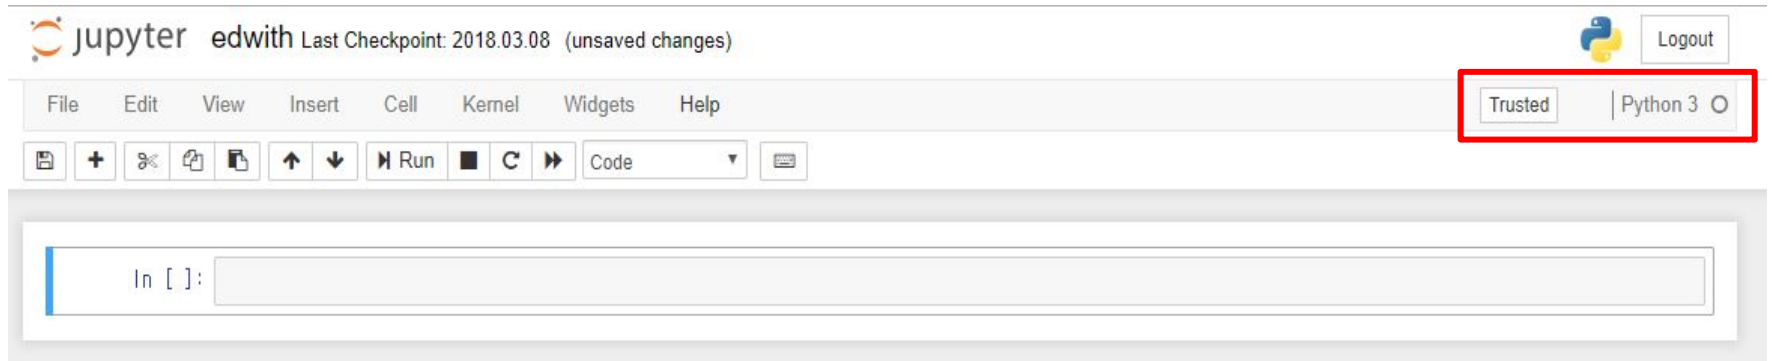 jupyter edwith Last Checkpoint: 2018.03.08 (unsaved changes) Logout
File Edit View Insert Cell Kernel Widgets Help Trusted Python 3
Run Code
In [ ]: